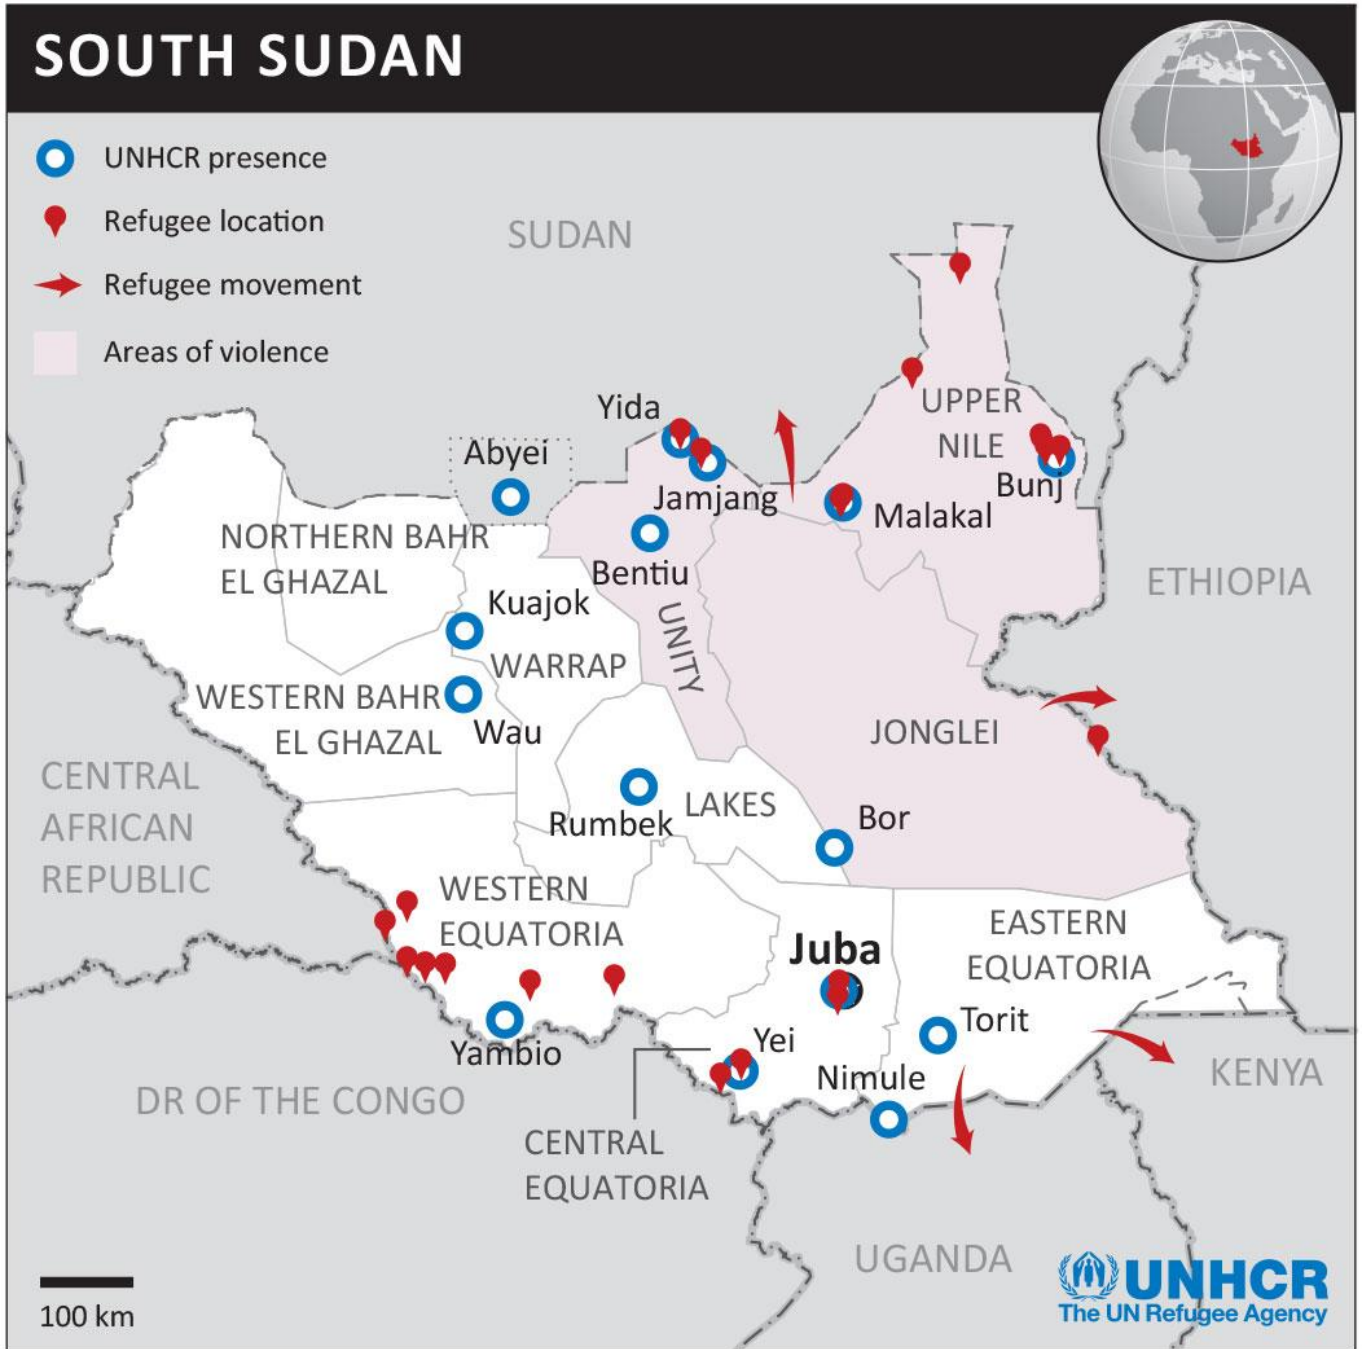 SOUTH SUDAN
UNHCR presence
Refugee location
Refugee movement
Areas of violence
SUDAN
Yida
UPPER
NILE
Abyei
Jamjang
Bunj
Malakal
NORTHERN BAHR
EL GHAZAL
Bentiu
ETHIOPIA
Kuajok
UNITY
WARRAP
WESTERN BAHR
EL GHAZAL
Wau
JONGLEI
CENTRAL
AFRICAN
REPUBLIC
Rumbek
LAKES
Bor
WESTERN
EQUATORIA
EASTERN
EQUATORIA
Juba
Torit
Yei
Yambio
Nimule
KENYA
DR OF THE CONGO
CENTRAL
EQUATORIA
UGANDA
100 km
UNHCR
The UN Refugee Agency